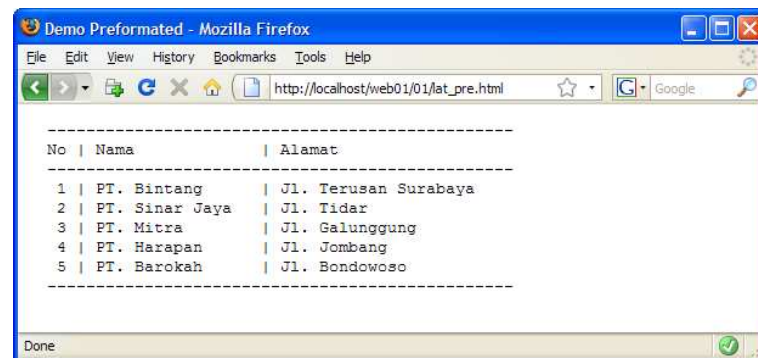 Demo Preformated - Mozilla Firefox
File Edit View History Bookmarks Tools Help
http://localhost/web01/01/lat_pre.html G Google
------------------------------------------------
No | Nama | Alamat
------------------------------------------------
1 | PT. Bintang | Jl. Terusan Surabaya
2 | PT. Sinar Jaya | Jl. Tidar
3 | PT. Mitra | Jl. Galunggung
4 | PT. Harapan | Jl. Jombang
5 | PT. Barokah | Jl. Bondowoso
------------------------------------------------
Done